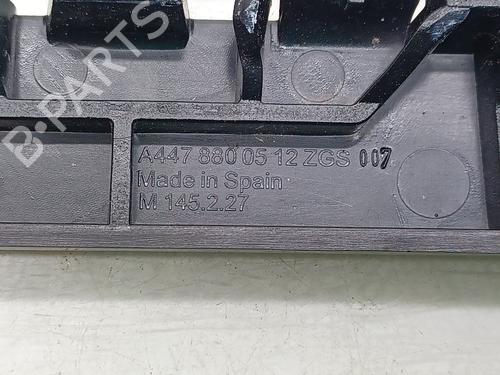 B-PARTS
A447 880 05 12 ZGS 007
Made in Spain
M 145.2.27